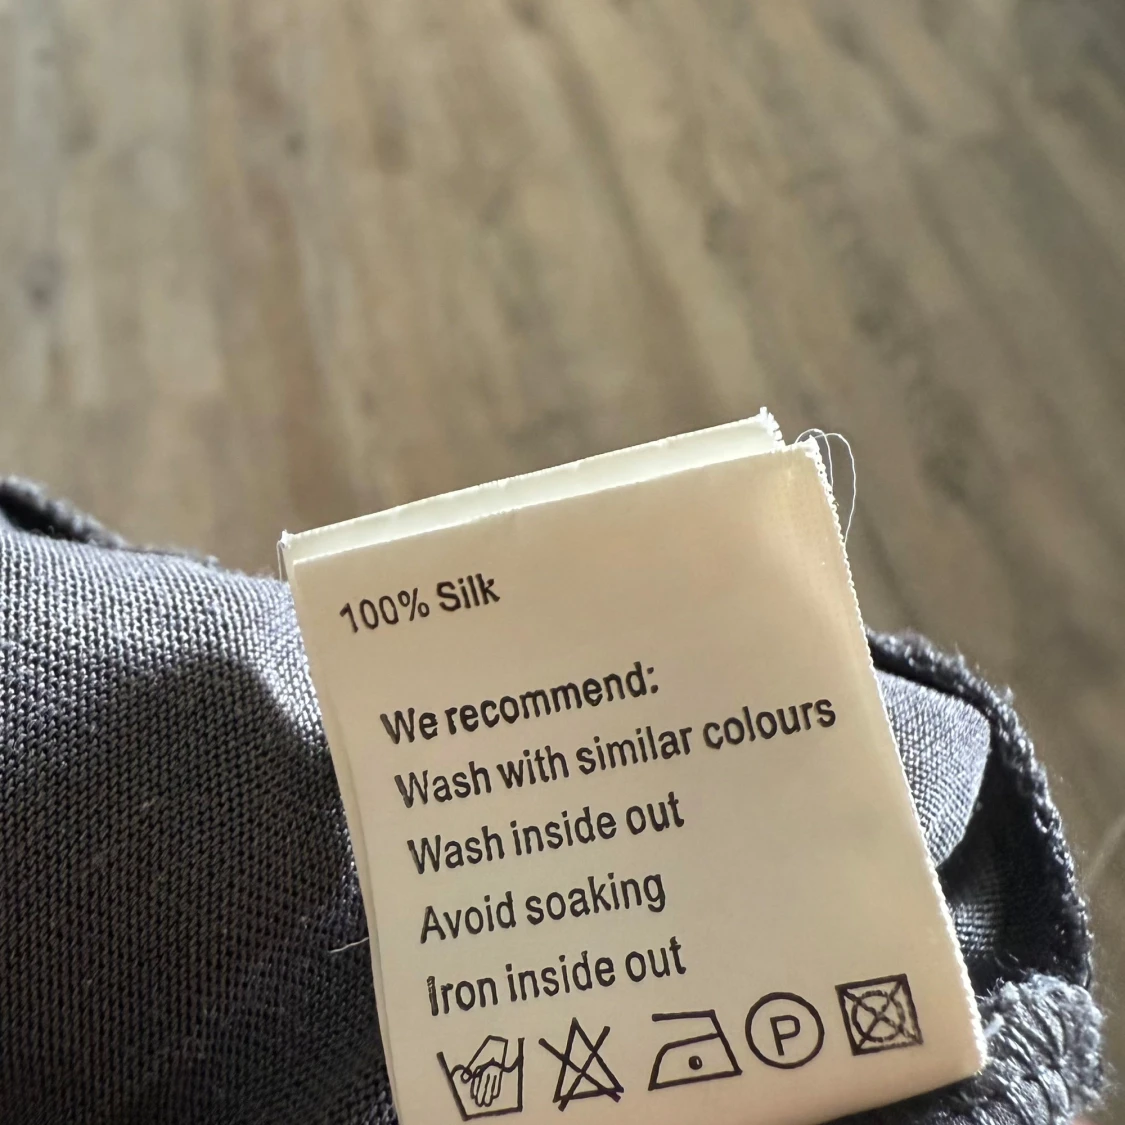 100% Silk
We recommend:
Wash with similar colours
Wash inside out
Avoid soaking
Iron inside out
P